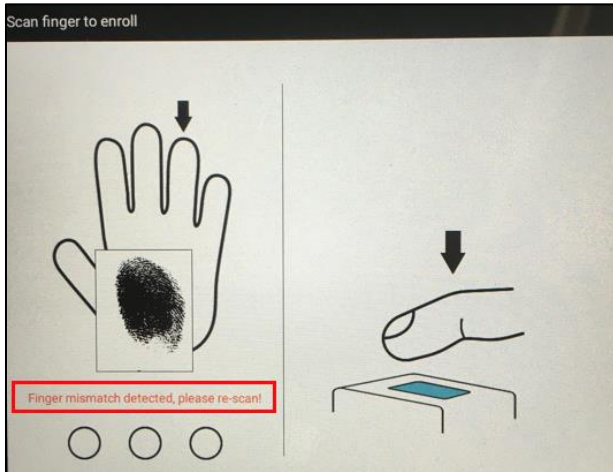 Scan finger to enroll
Finger mismatch detected, please re-scan!